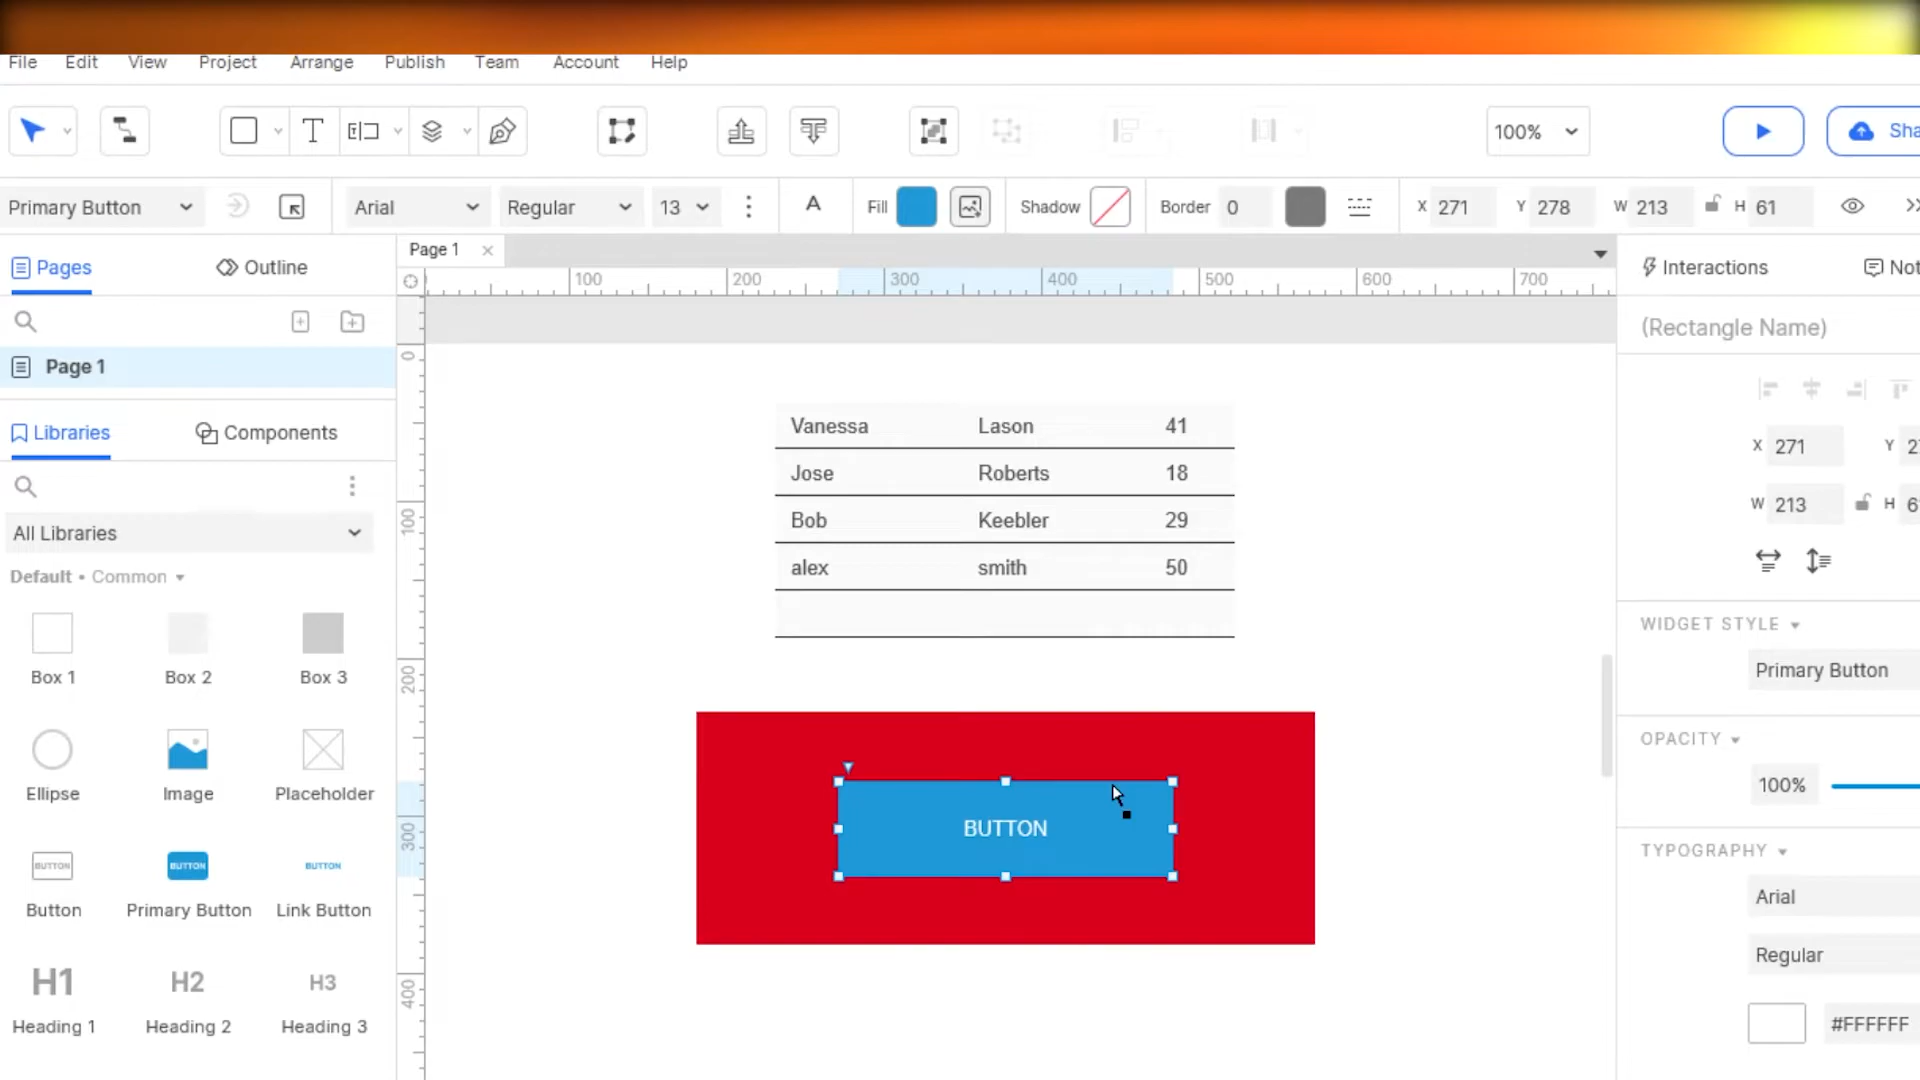 File Edit View Project Arrange Publish Team Account Help
100%
Primary Button Arial Regular 13 A Fill Shadow Border 0 X 271 Y 278 W 213 H 61
Pages Outline
Page 1
100 200 300 400 500 600 700
Interactions
(Rectangle Name)
Page 1
Libraries Components
All Libraries
Default • Common
Box 1 Box 2 Box 3
Ellipse Image Placeholder
BUTTON BUTTON BUTTON
Button Primary Button Link Button
H1 H2 H3
Heading 1 Heading 2 Heading 3
0
100
200
300
400
Vanessa Lason 41
Jose Roberts 18
Bob Keebler 29
alex smith 50
BUTTON
X 271 Y
W 213 H
WIDGET STYLE
Primary Button
OPACITY
100%
TYPOGRAPHY
Arial
Regular
#FFFFFF